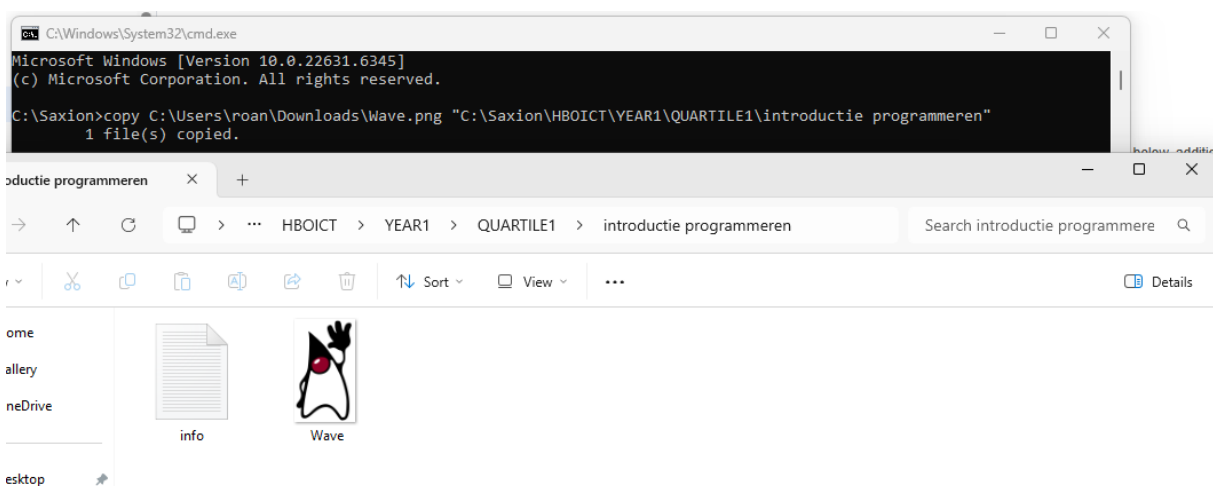 C:\Windows\System32\cmd.exe
Microsoft Windows [Version 10.0.22631.6345]
(c) Microsoft Corporation. All rights reserved.
C:\Saxion>copy C:\Users\roan\Downloads\Wave.png "C:\Saxion\HBOICT\YEAR1\QUARTILE1\introductie programmeren"
1 file(s) copied.
oductie programmeren
HBOICT > YEAR1 > QUARTILE1 > introductie programmeren
Search introductie programmere
Sort
View
Details
ome
allery
neDrive
esktop
info
Wave